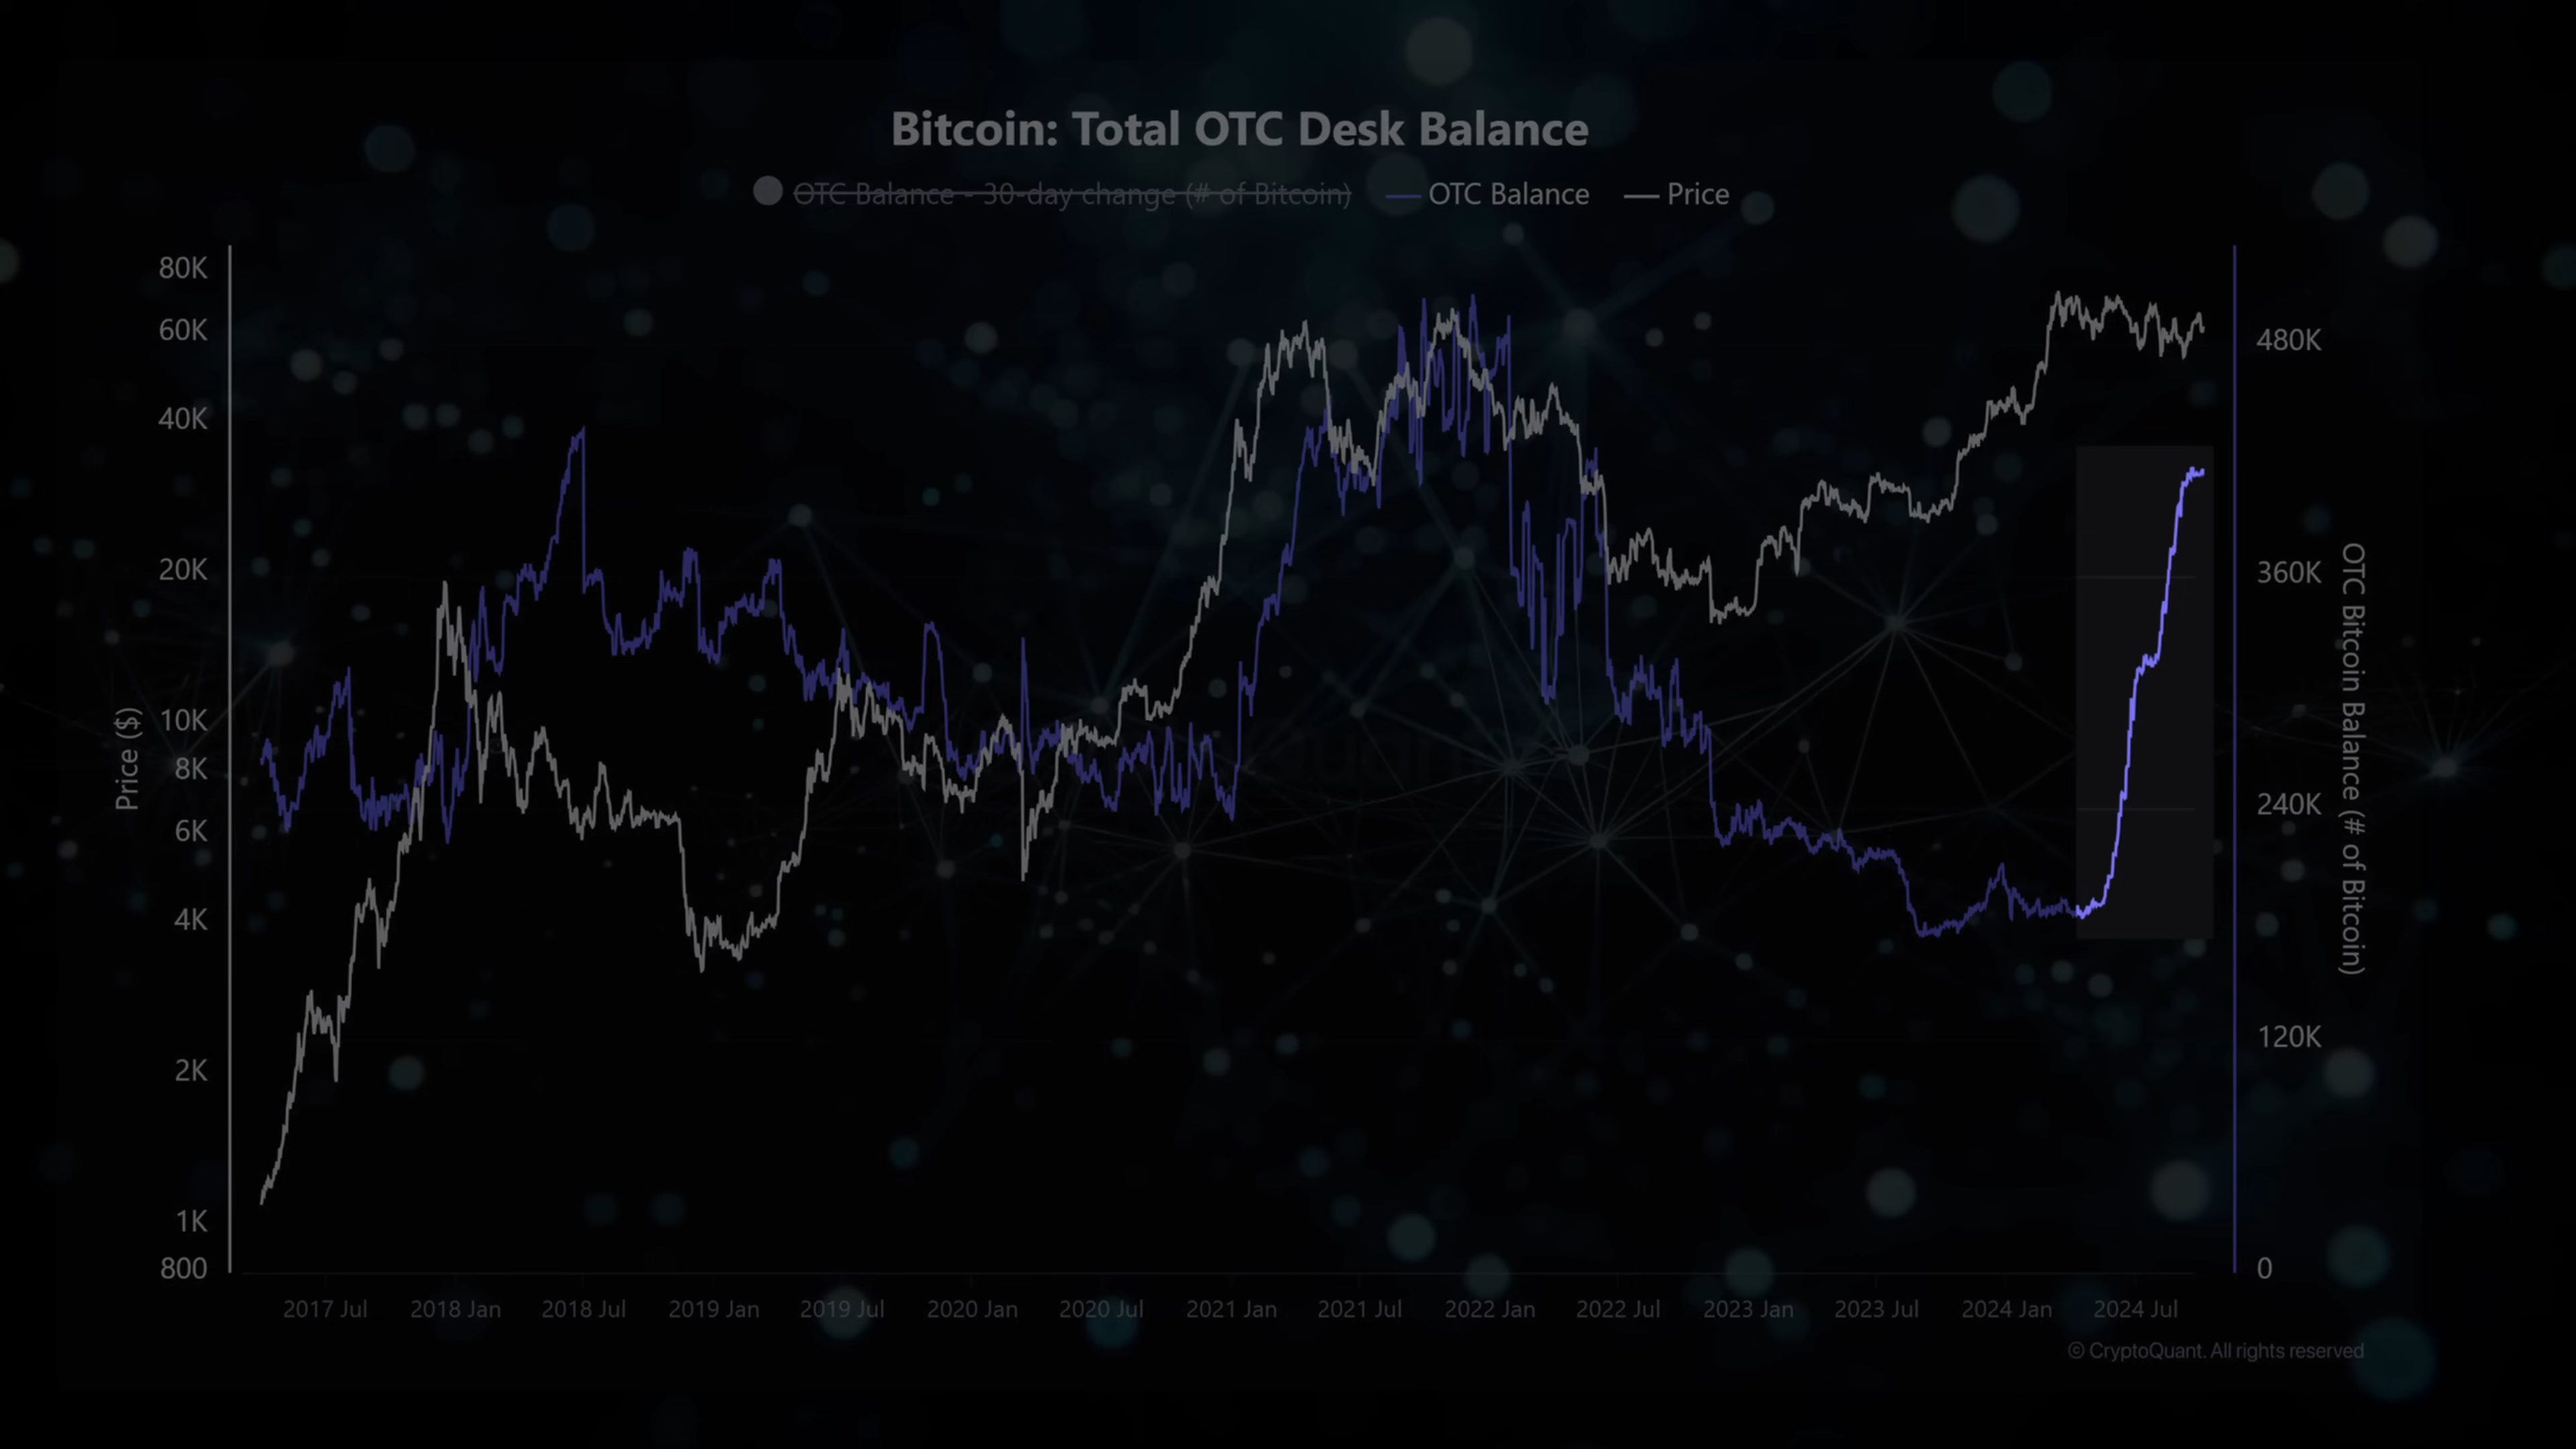 Bitcoin: Total OTC Desk Balance
OTC Balance - 30-day change (# of Bitcoin) OTC Balance Price
80K
60K
40K
20K
10K
8K
6K
4K
2K
1K
800
Price ($)
480K
360K
240K
120K
0
OTC Bitcoin Balance (# of Bitcoin)
2017 Jul 2018 Jan 2018 Jul 2019 Jan 2019 Jul 2020 Jan 2020 Jul 2021 Jan 2021 Jul 2022 Jan 2022 Jul 2023 Jan 2023 Jul 2024 Jan 2024 Jul
© CryptoQuant. All rights reserved